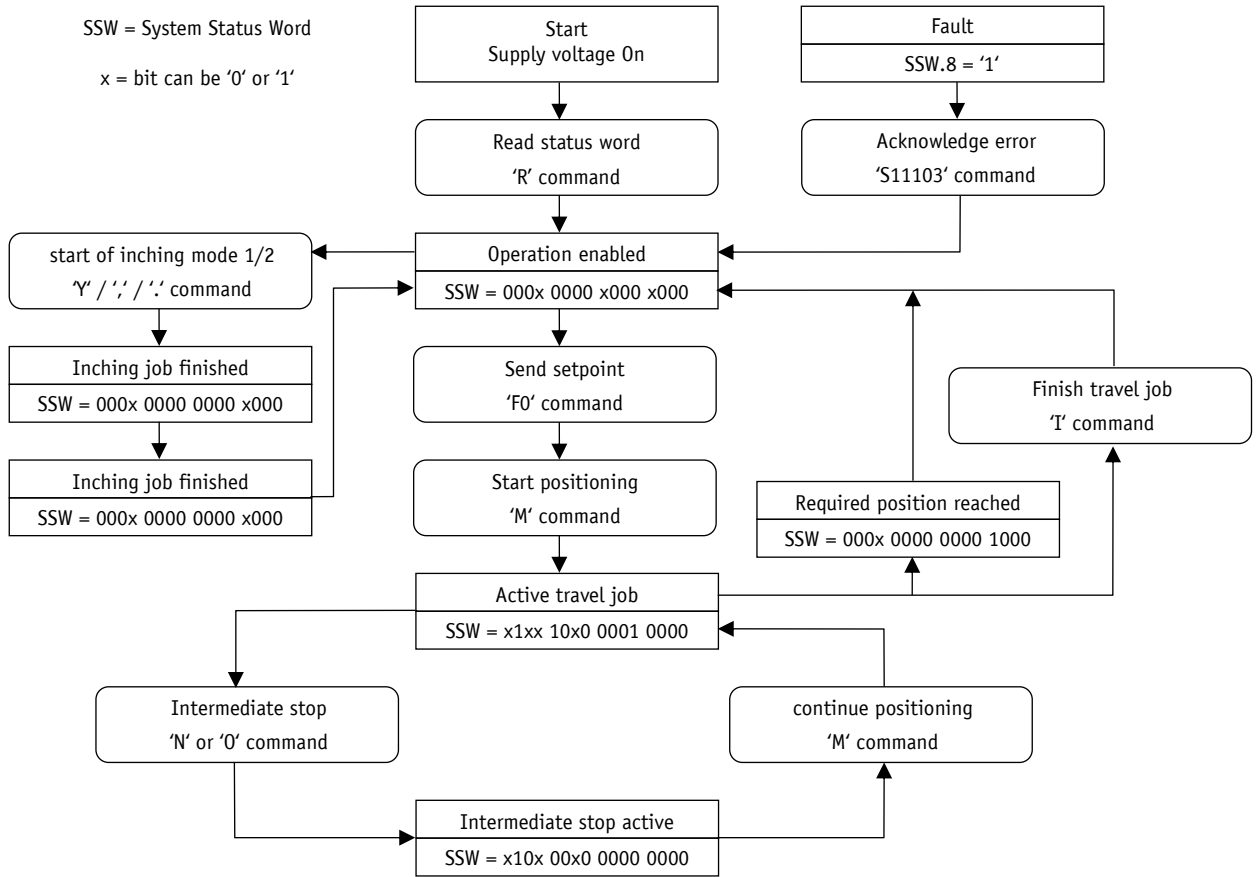 SSW = System Status Word
x = bit can be ‘0‘ or ‘1‘
Start
Supply voltage On
Fault
SSW.8 = ‘1‘
Read status word
‘R’ command
Acknowledge error
‘S11103‘ command
start of inching mode 1/2
‘Y‘ / ‘,‘ / ‘.‘ command
Operation enabled
SSW = 000x 0000 x000 x000
Inching job finished
SSW = 000x 0000 0000 x000
Send setpoint
‘F0‘ command
Finish travel job
‘I‘ command
Inching job finished
SSW = 000x 0000 0000 x000
Start positioning
‘M‘ command
Required position reached
SSW = 000x 0000 0000 1000
Active travel job
SSW = x1xx 10x0 0001 0000
Intermediate stop
‘N‘ or ‘O‘ command
continue positioning
‘M‘ command
Intermediate stop active
SSW = x10x 00x0 0000 0000